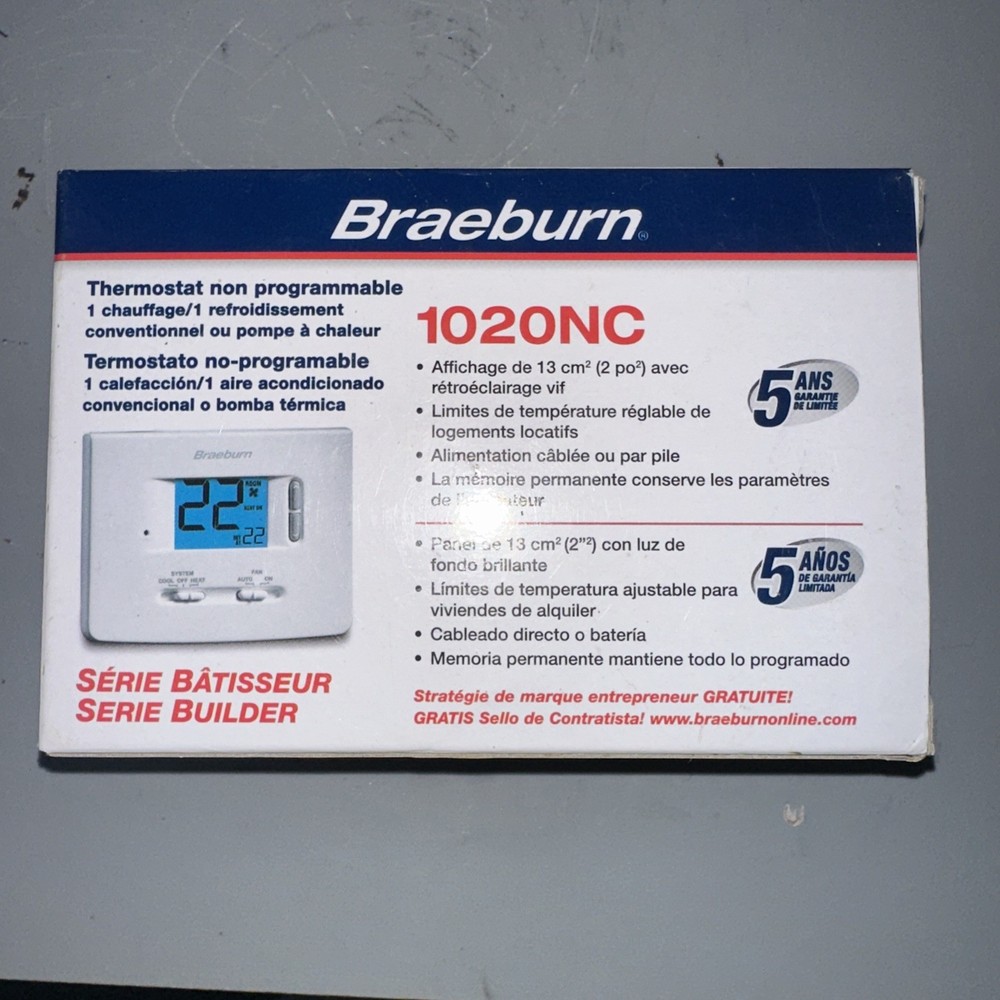 Braeburn®
Thermostat non programmable
1 chauffage/1 refroidissement
conventionnel ou pompe à chaleur
Termostato no-programable
1 calefacción/1 aire acondicionado
convencional o bomba térmica
Braeburn
22
ROOM
22
SYSTEM
COOL OFF HEAT
FAN
AUTO ON
SÉRIE BÂTISSEUR
SERIE BUILDER
1020NC
• Affichage de 13 cm² (2 po²) avec
rétroéclairage vif
• Limites de température réglable de
logements locatifs
• Alimentation câblée ou par pile
• La mémoire permanente conserve les paramètres
de
5 ANS
GARANTIE
DE LIMITÉE
• Panel de 13 cm² (2”²) con luz de
fondo brillante
• Límites de temperatura ajustable para
viviendes de alquiler
• Cableado directo o batería
• Memoria permanente mantiene todo lo programado
5 AÑOS
DE GARANTÍA
LIMITADA
Stratégie de marque entrepreneur GRATUITE!
GRATIS Sello de Contratista! www.braeburnonline.com